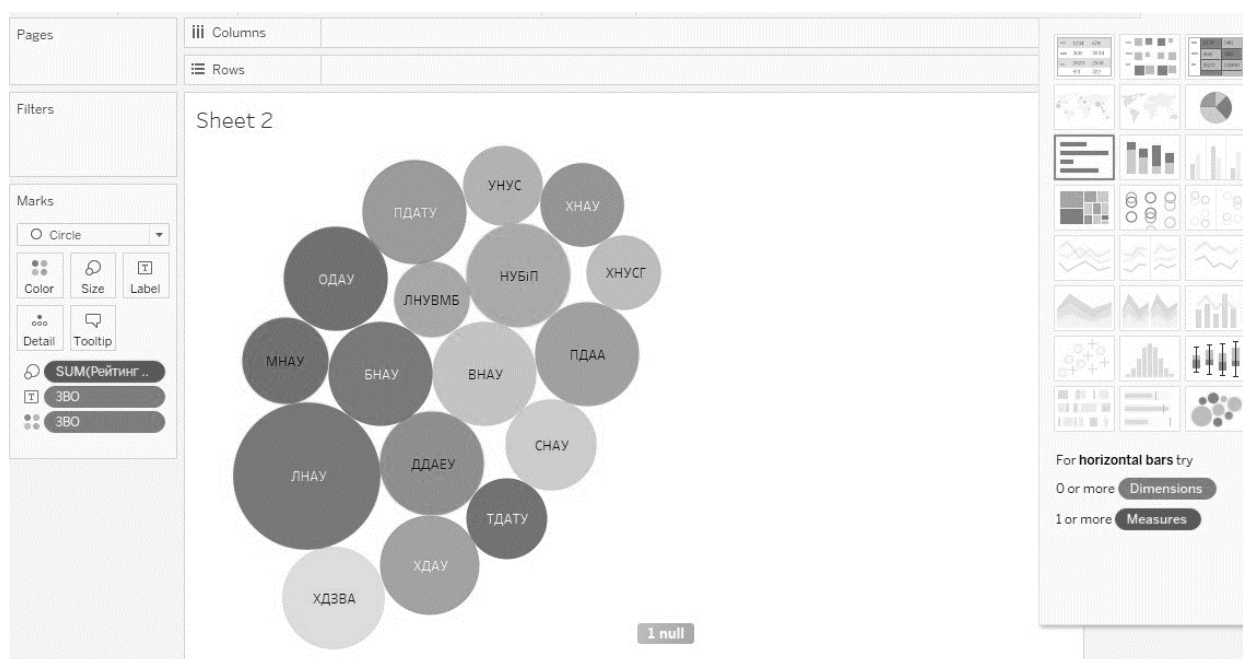 Pages
Columns
Rows
Filters
Marks
Circle
Color
Size
Label
Detail
Tooltip
SUM(Рейтинг ..
ЗВО
ЗВО
Sheet 2
УНУС
ПДАТУ
ХНАУ
ОДАУ
НУБіП
ХНУСГ
ЛНУВМБ
МНАУ
БНАУ
ВНАУ
ПДАА
ЛНАУ
ДДАЕУ
СНАУ
ТДАТУ
ХДАУ
ХДЗВА
1 null
For horizontal bars try
0 or more Dimensions
1 or more Measures